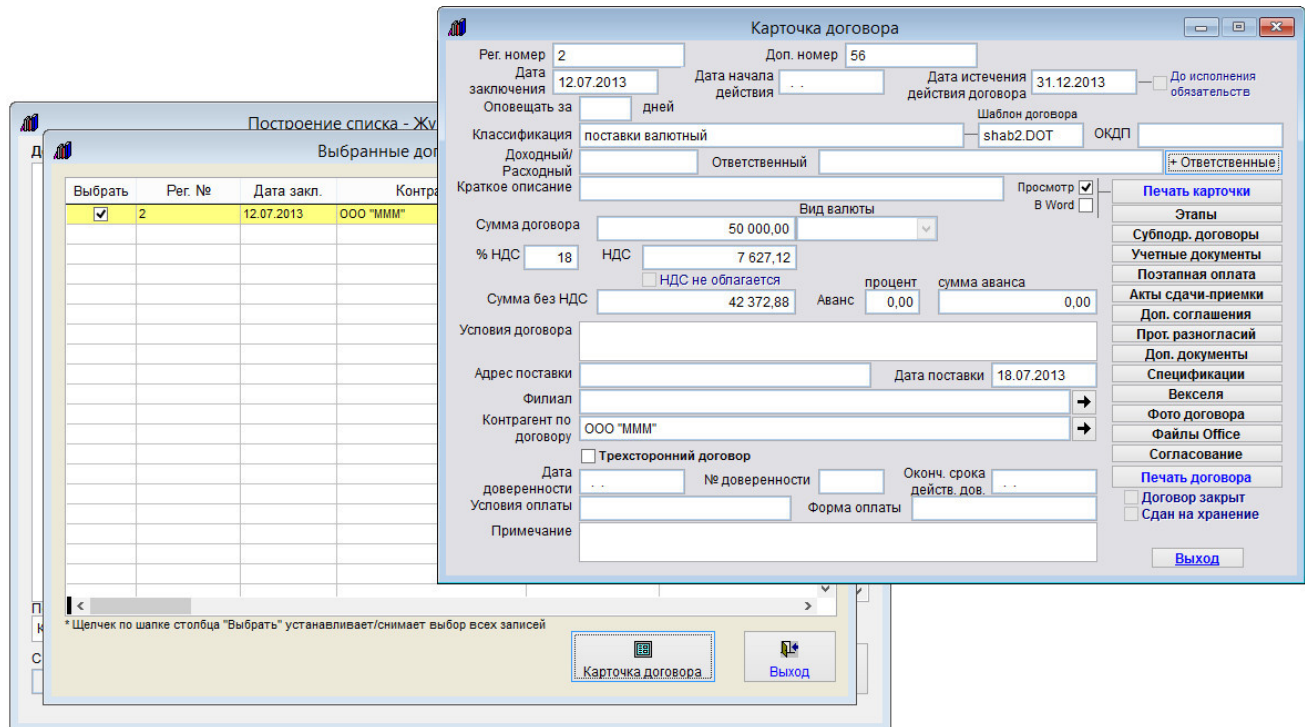 Карточка договора
Рег. номер 2 Доп. номер 56
Дата заключения 12.07.2013 Дата начала действия . . Дата истечения действия договора 31.12.2013 До исполнения обязательств
Оповещать за дней
Шаблон договора
Классификация поставки валютный shab2.DOT ОКДП
Доходный/Расходный Ответственный + Ответственные
Краткое описание Просмотр Печать карточки
В Word
Вид валюты
Сумма договора 50 000,00
% НДС 18 НДС 7 627,12
НДС не облагается
процент сумма аванса
Сумма без НДС 42 372,88 Аванс 0,00 0,00
Условия договора
Адрес поставки Дата поставки 18.07.2013
Филиал
Контрагент по договору ООО "МММ"
Трехсторонний договор
Дата доверенности . . № доверенности Оконч. срока действ. дов. . .
Условия оплаты Форма оплаты
Примечание
Этапы
Субподр. договоры
Учетные документы
Поэтапная оплата
Акты сдачи-приемки
Доп. соглашения
Прот. разногласий
Доп. документы
Спецификации
Векселя
Фото договора
Файлы Office
Согласование
Печать договора
Договор закрыт
Сдан на хранение
Выход
Построение списка - Жу
Д
Выбранные дог
Выбрать Рег. № Дата закл. Контра
2 12.07.2013 ООО "МММ"
П
К
С
* Щелчек по шапке столбца "Выбрать" устанавливает/снимает выбор всех записей
Карточка договора Выход